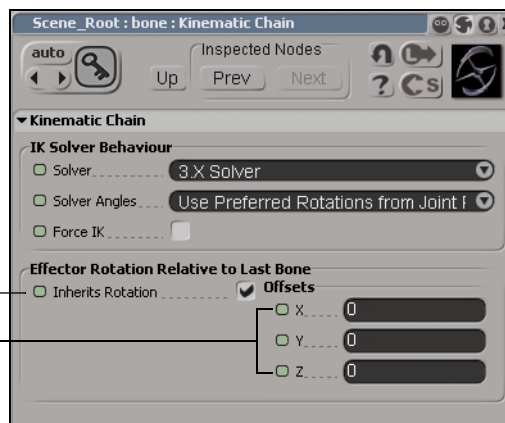 Scene_Root : bone : Kinematic Chain
auto
Inspected Nodes
Up Prev Next
Kinematic Chain
IK Solver Behaviour
Solver 3.X Solver
Solver Angles Use Preferred Rotations from Joint
Force IK
Effector Rotation Relative to Last Bone
Inherits Rotation Offsets
X 0
Y 0
Z 0